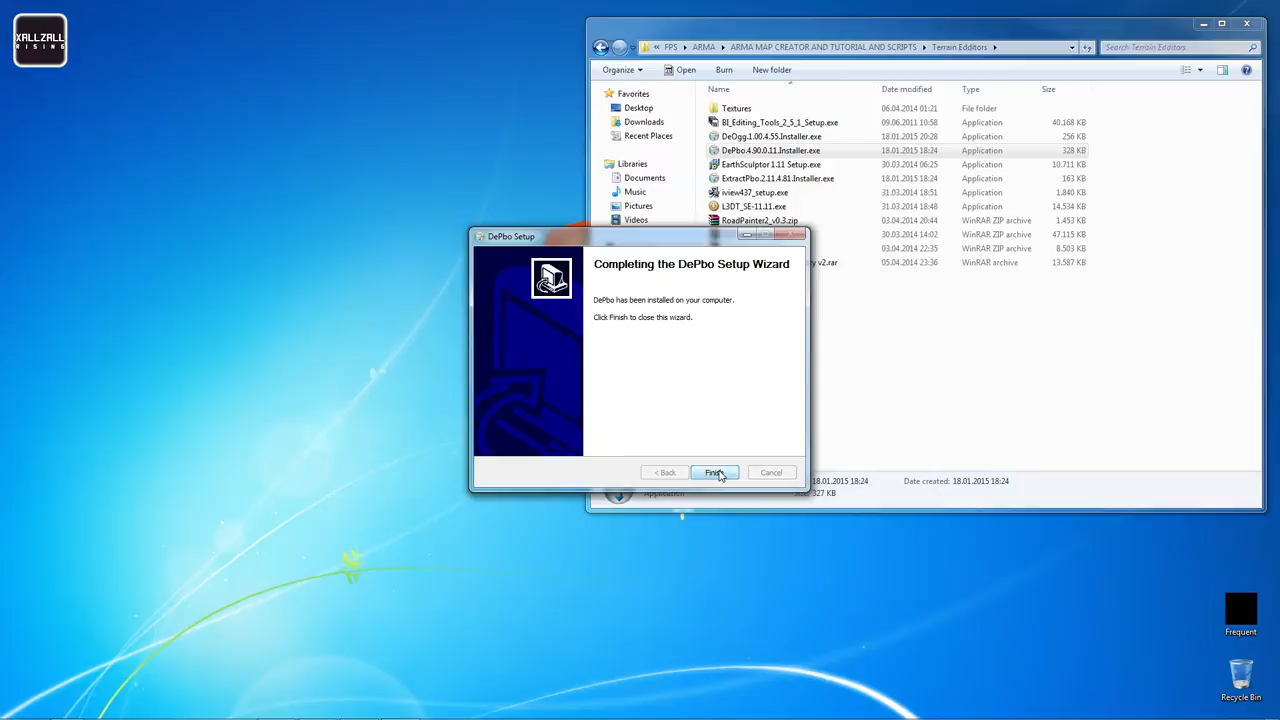 XALLZALL
RISING
FPS ARMA ARMA MAP CREATOR AND TUTORIAL AND SCRIPTS Terrain Edditors
Search Terrain Edditors
Organize Open Burn New folder
Name Date modified Type Size
Favorites
Desktop
Downloads
Recent Places
Libraries
Documents
Music
Pictures
Videos
Textures 06.04.2014 01:21 File folder
BI_Editing_Tools_2_5_1_Setup.exe 09.06.2011 10:58 Application 40.168 KB
DeOgg.1.00.4.55.Installer.exe 18.01.2015 20:28 Application 256 KB
DePbo.4.90.0.11.Installer.exe 18.01.2015 18:24 Application 328 KB
EarthSculptor 1.11 Setup.exe 30.03.2014 06:25 Application 10.711 KB
ExtractPbo.2.11.4.81.Installer.exe 18.01.2015 18:24 Application 163 KB
iview437_setup.exe 31.03.2014 18:51 Application 1.840 KB
L3DT_SE-11.11.exe 31.03.2014 18:48 Application 14.534 KB
RoadPainter2_v0.3.zip 03.04.2014 20:44 WinRAR ZIP archive 1.453 KB
30.03.2014 14:02 WinRAR ZIP archive 47.115 KB
03.04.2014 22:35 WinRAR ZIP archive 8.503 KB
v2.rar 05.04.2014 23:36 WinRAR archive 13.587 KB
DePbo Setup
Completing the DePbo Setup Wizard
DePbo has been installed on your computer.
Click Finish to close this wizard.
< Back Finish Cancel
18.01.2015 18:24 Date created: 18.01.2015 18:24
Application 327 KB
Frequent
Recycle Bin